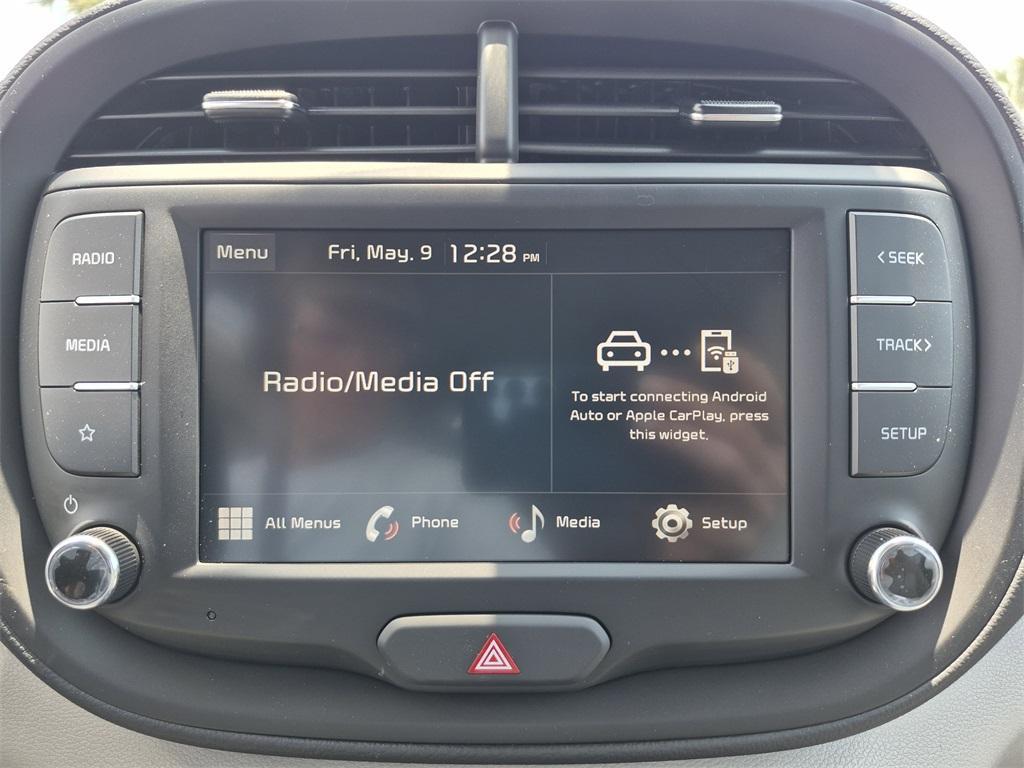 Menu
Fri, May. 9 12:28 PM
RADIO
MEDIA
<SEEK
TRACK>
SETUP
Radio/Media Off
To start connecting Android
Auto or Apple CarPlay, press
this widget.
All Menus
Phone
Media
Setup